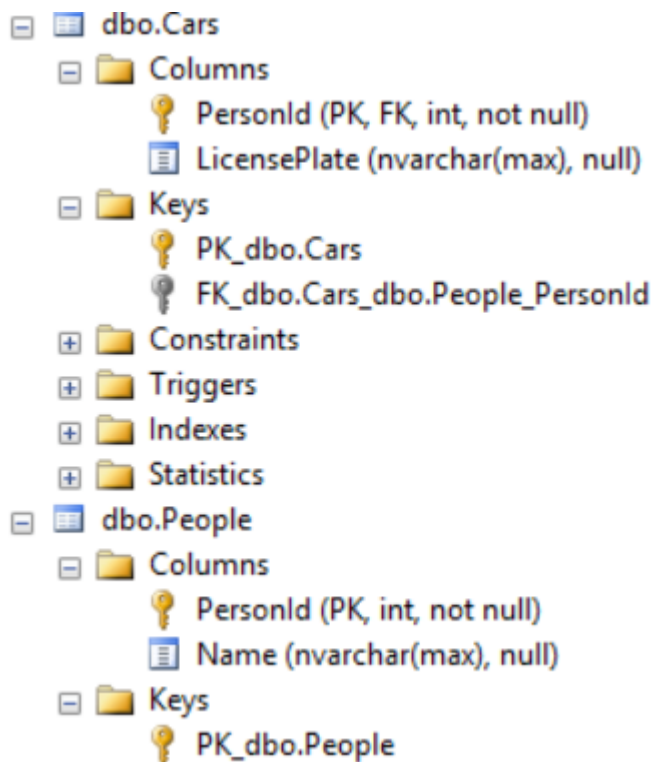 dbo.Cars
Columns
PersonId (PK, FK, int, not null)
LicensePlate (nvarchar(max), null)
Keys
PK_dbo.Cars
FK_dbo.Cars_dbo.People_PersonId
Constraints
Triggers
Indexes
Statistics
dbo.People
Columns
PersonId (PK, int, not null)
Name (nvarchar(max), null)
Keys
PK_dbo.People